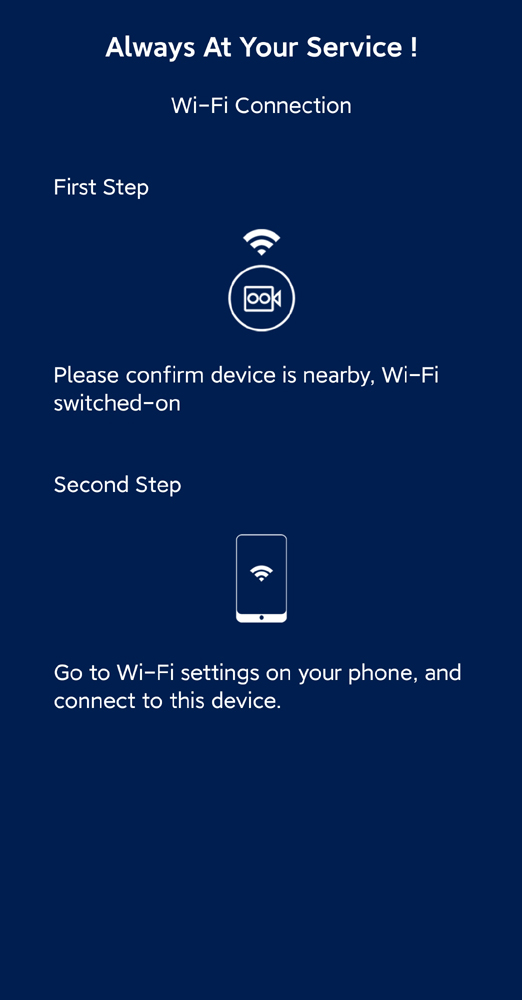 Always At Your Service !
Wi-Fi Connection
First Step
Please confirm device is nearby, Wi-Fi
switched-on
Second Step
Go to Wi-Fi settings on your phone, and
connect to this device.